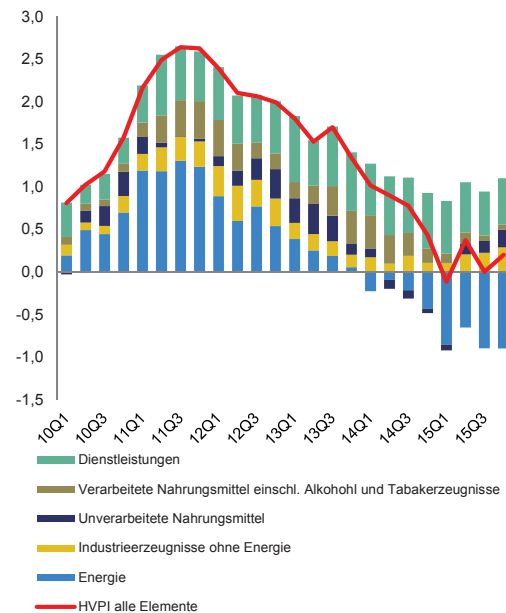 3,0
2,5
2,0
1,5
1,0
0,5
0,0
-0,5
-1,0
-1,5
10Q1 10Q3 11Q1 11Q3 12Q1 12Q3 13Q1 13Q3 14Q1 14Q3 15Q1 15Q3
Dienstleistungen
Verarbeitete Nahrungsmittel einschl. Alkohohl und Tabakerzeugnisse
Unverarbeitete Nahrungsmittel
Industrieerzeugnisse ohne Energie
Energie
HVPI alle Elemente